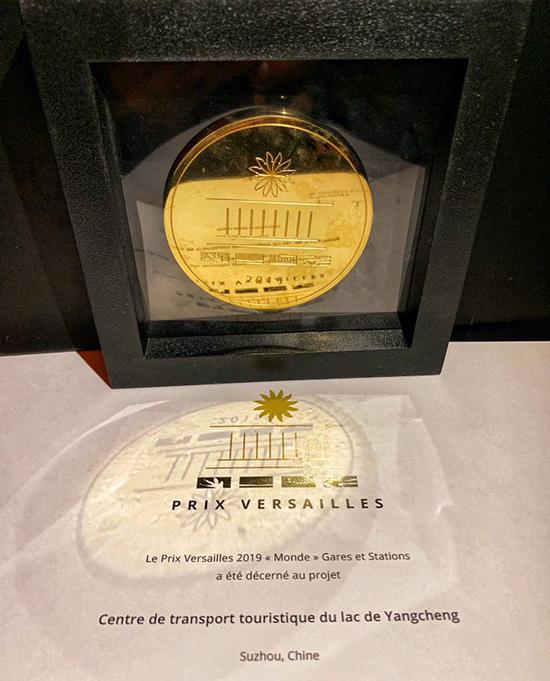 PRIX VERSAILLES
Le Prix Versailles 2019 « Monde » Gares et Stations
a été décerné au projet
Centre de transport touristique du lac de Yangcheng
Suzhou, Chine